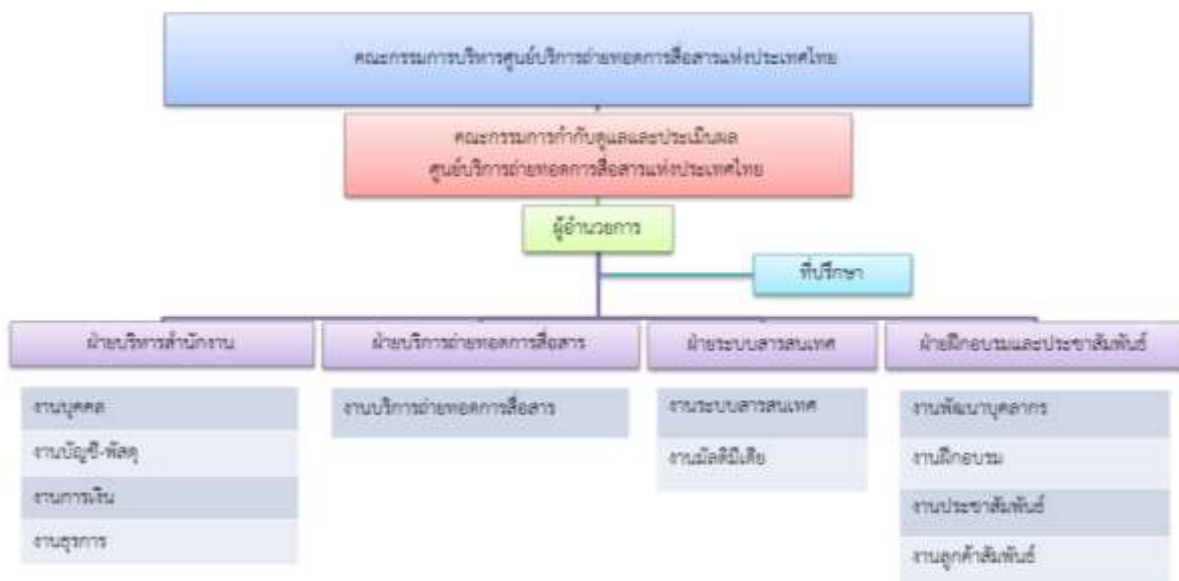 คณะกรรมการบริหารศูนย์บริการถ่ายทอดการสื่อสารแห่งประเทศไทย
คณะกรรมการกำกับดูแลและประเมินผล
ศูนย์บริการถ่ายทอดการสื่อสารแห่งประเทศไทย
ผู้อำนวยการ
ที่ปรึกษา
ฝ่ายบริหารสำนักงาน
งานบุคคล
งานบัญชี-พัสดุ
งานการเงิน
งานธุรการ
ฝ่ายบริการถ่ายทอดการสื่อสาร
งานบริการถ่ายทอดการสื่อสาร
ฝ่ายระบบสารสนเทศ
งานระบบสารสนเทศ
งานมัลติมีเดีย
ฝ่ายฝึกอบรมและประชาสัมพันธ์
งานพัฒนาบุคลากร
งานฝึกอบรม
งานประชาสัมพันธ์
งานลูกค้าสัมพันธ์